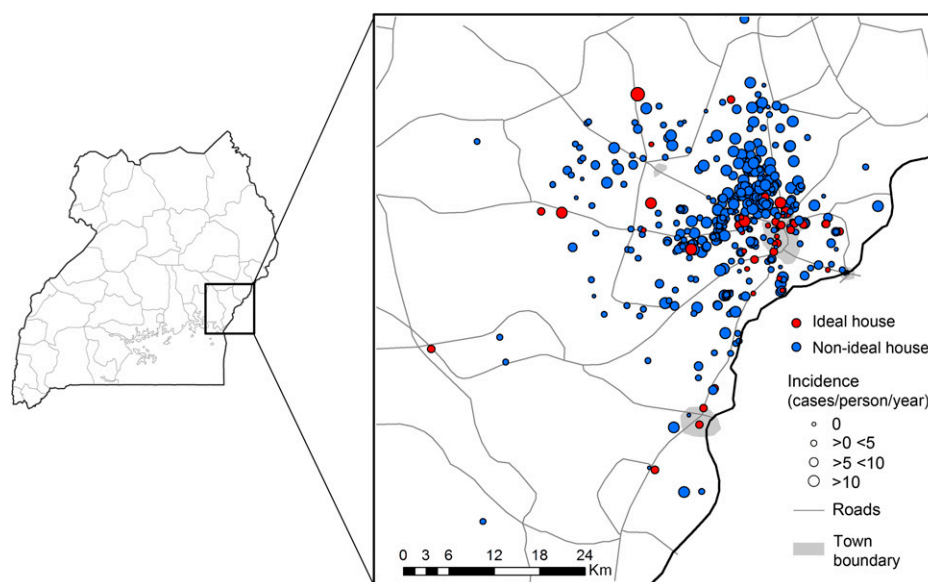 Ideal house
Non-ideal house
Incidence
(cases/person/year)
0
>0 <5
>5 <10
>10
Roads
Town
boundary
0 3 6 12 18 24
Km